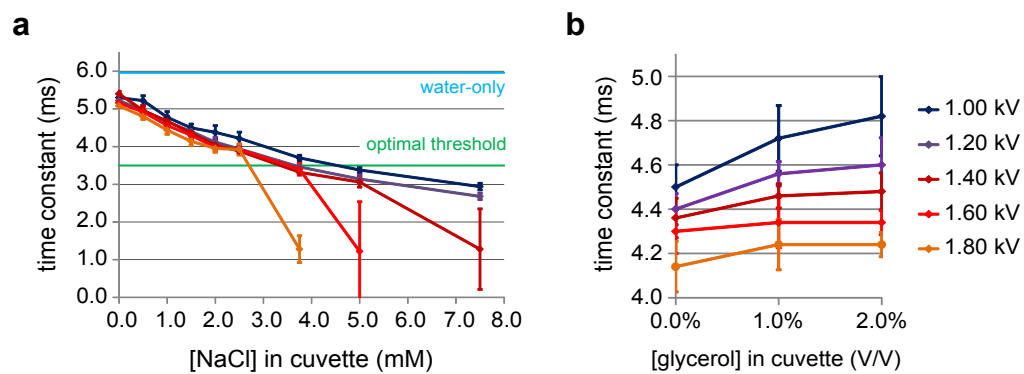 a
time constant (ms)
6.0
5.0
4.0
3.0
2.0
1.0
0.0
water-only
optimal threshold
0.0 1.0 2.0 3.0 4.0 5.0 6.0 7.0 8.0
[NaCl] in cuvette (mM)
b
time constant (ms)
5.0
4.8
4.6
4.4
4.2
4.0
0.0% 1.0% 2.0%
[glycerol] in cuvette (V/V)
1.00 kV
1.20 kV
1.40 kV
1.60 kV
1.80 kV